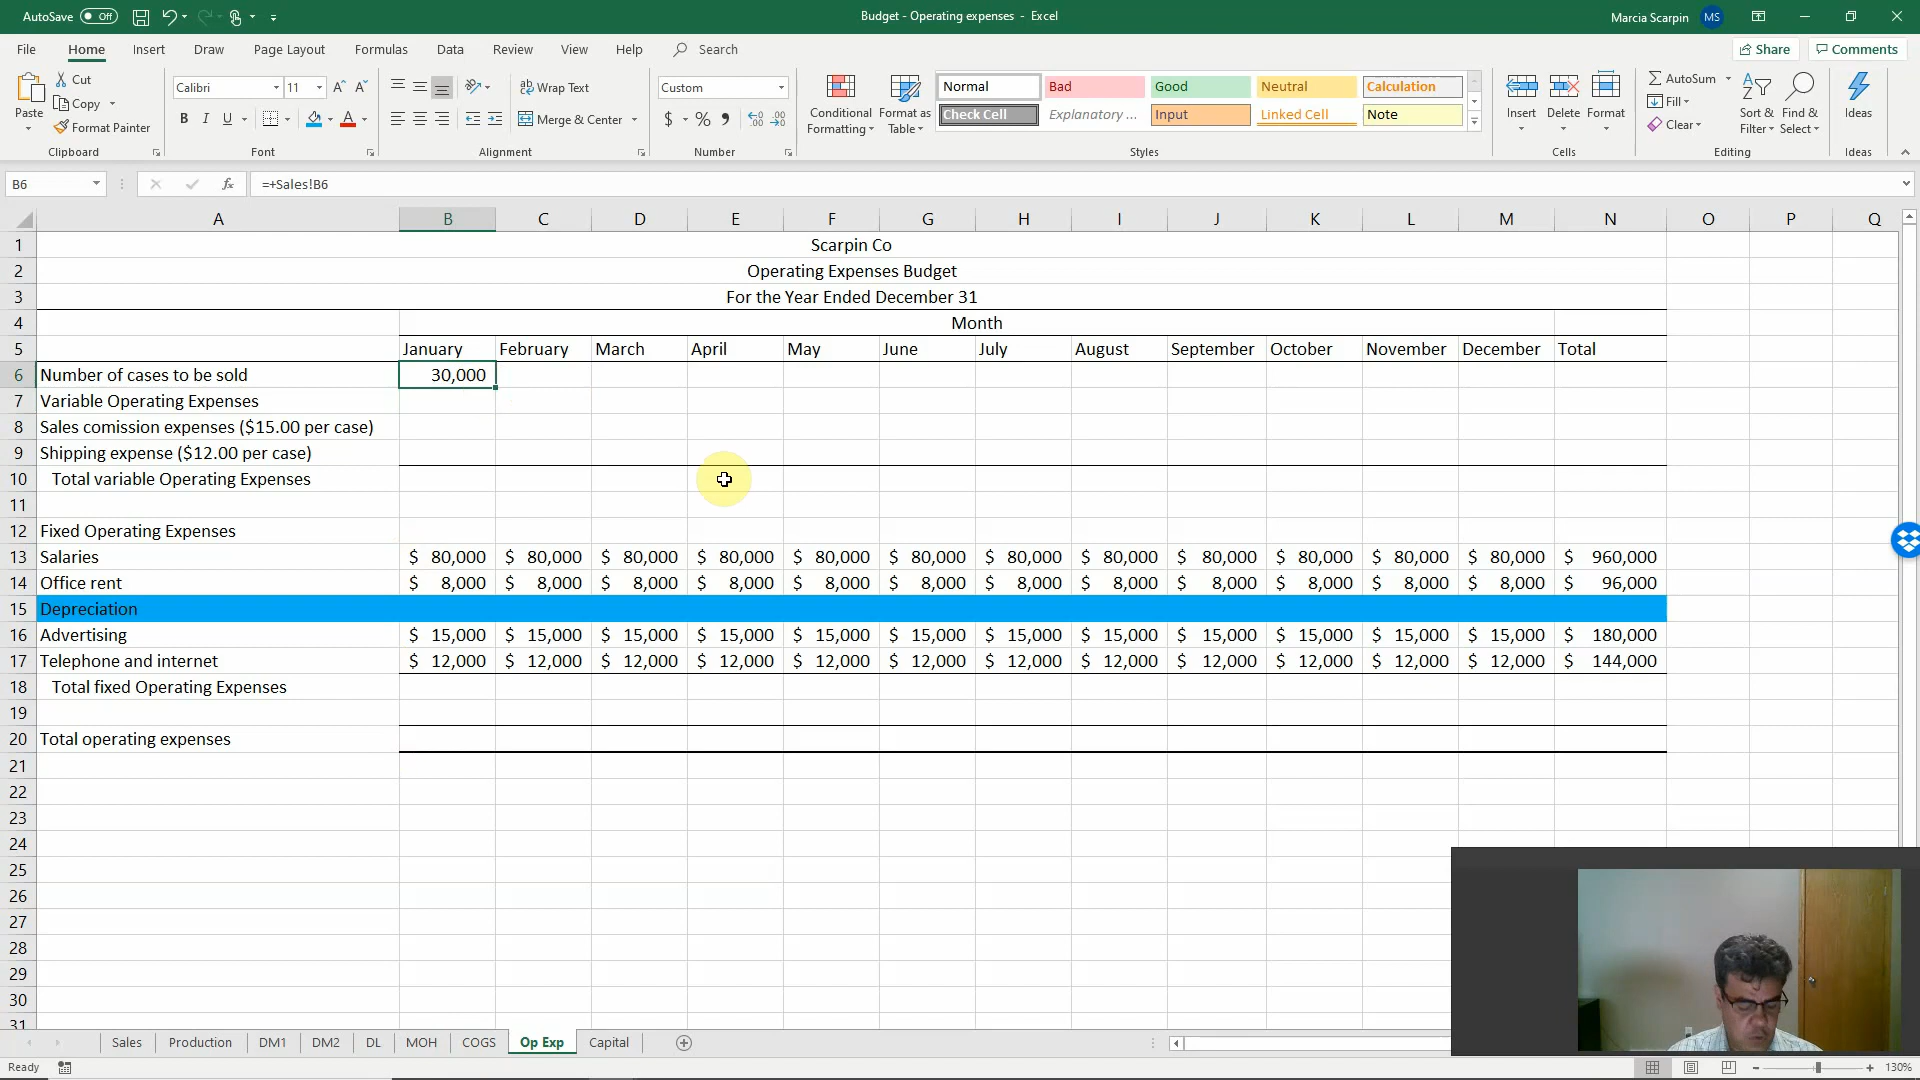 AutoSave Off
Budget - Operating expenses - Excel
Marcia Scarpin MS
File Home Insert Draw Page Layout Formulas Data Review View Help Search
Share Comments
Paste Cut Copy Format Painter Clipboard
Calibri 11 B I U A A A Font
Wrap Text Merge & Center Alignment
Custom $ % , Number
Conditional Formatting Format as Table
Normal Bad Good Neutral Calculation
Check Cell Explanatory ... Input Linked Cell Note
Styles
Insert Delete Format Cells
AutoSum Fill Clear Sort & Filter Find & Select Editing
Ideas Ideas
B6 fx =+Sales!B6
A B C D E F G H I J K L M N O P Q
1 Scarpin Co
2 Operating Expenses Budget
3 For the Year Ended December 31
4 Month
5 January February March April May June July August September October November December Total
6 Number of cases to be sold 30,000
7 Variable Operating Expenses
8 Sales comission expenses ($15.00 per case)
9 Shipping expense ($12.00 per case)
10 Total variable Operating Expenses
11
12 Fixed Operating Expenses
13 Salaries $ 80,000 $ 80,000 $ 80,000 $ 80,000 $ 80,000 $ 80,000 $ 80,000 $ 80,000 $ 80,000 $ 80,000 $ 80,000 $ 80,000 $ 960,000
14 Office rent $ 8,000 $ 8,000 $ 8,000 $ 8,000 $ 8,000 $ 8,000 $ 8,000 $ 8,000 $ 8,000 $ 8,000 $ 8,000 $ 8,000 $ 96,000
15 Depreciation
16 Advertising $ 15,000 $ 15,000 $ 15,000 $ 15,000 $ 15,000 $ 15,000 $ 15,000 $ 15,000 $ 15,000 $ 15,000 $ 15,000 $ 15,000 $ 180,000
17 Telephone and internet $ 12,000 $ 12,000 $ 12,000 $ 12,000 $ 12,000 $ 12,000 $ 12,000 $ 12,000 $ 12,000 $ 12,000 $ 12,000 $ 12,000 $ 144,000
18 Total fixed Operating Expenses
19
20 Total operating expenses
21
22
23
24
25
26
27
28
29
30
31
Sales Production DM1 DM2 DL MOH COGS Op Exp Capital
Ready 130%